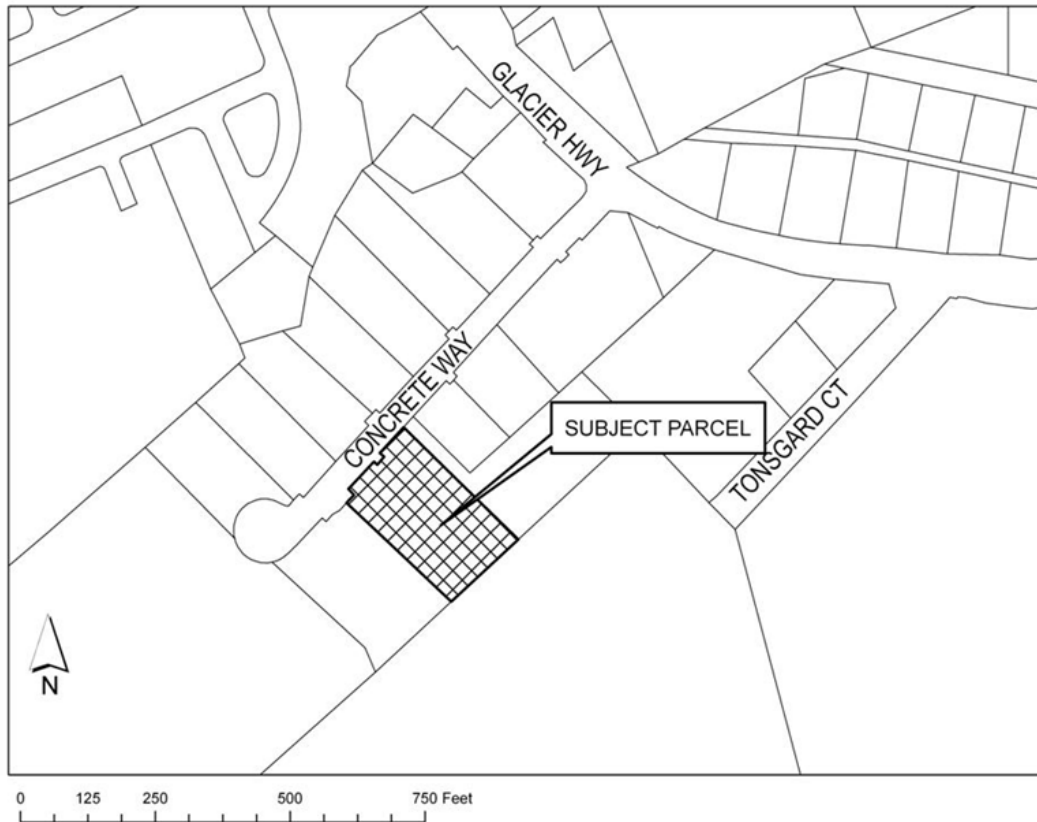 GLACIER HWY
CONCRETE WAY
SUBJECT PARCEL
TONSGARD CT
N
0 125 250 500 750 Feet